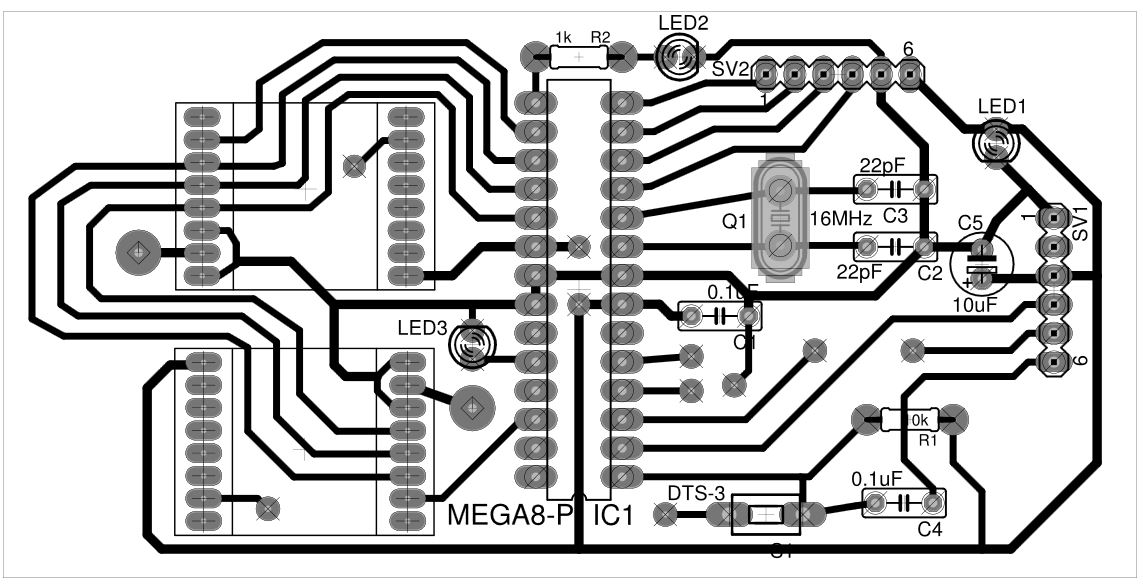 LED2
1k R2
6
SV2
1
LED1
22pF
C3
Q1
16MHz
1
SV1
C5
22pF
C2
+
10uF
0.1uF
C1
LED3
6
0k
R1
0.1uF
DTS-3
C4
MEGA8-P IC1